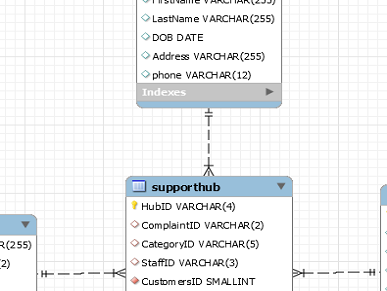 FirstName VARCHAR(255)
LastName VARCHAR(255)
DOB DATE
Address VARCHAR(255)
phone VARCHAR(12)
Indexes
supporthub
HubID VARCHAR(4)
ComplaintID VARCHAR(2)
CategoryID VARCHAR(5)
StaffID VARCHAR(3)
CustomersID SMALLINT
(255)
(2)